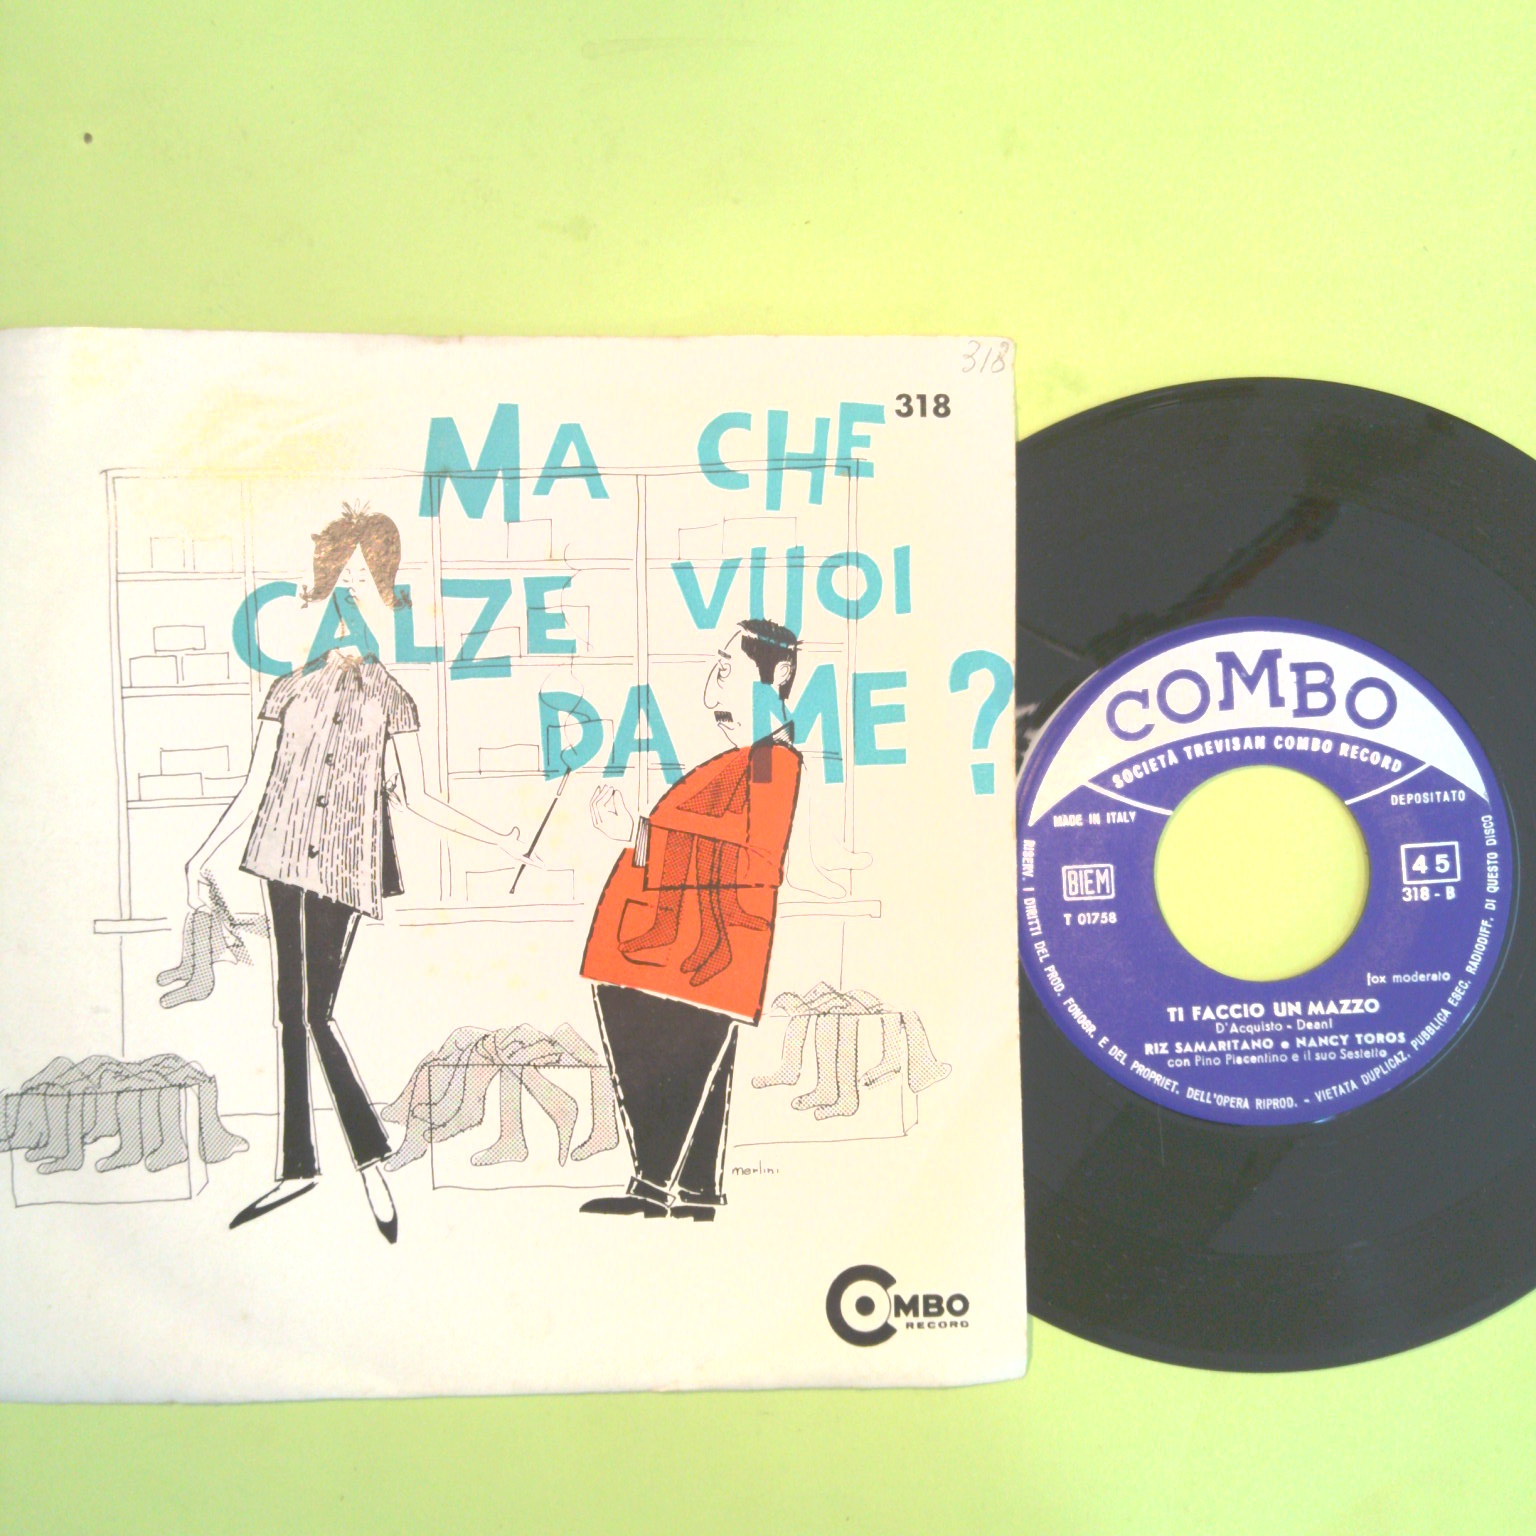 318
318
MA CHE
CALZE VUOI
DA ME ?
merlini
COMBO
RECORD
COMBO
SOCIETÀ TREVISAN COMBO RECORD
MADE IN ITALY
DEPOSITATO
BIEM
T 01758
45
318 - B
fox moderato
TI FACCIO UN MAZZO
D'Acquisto - Deani
RIZ SAMARITANO e NANCY TOROS
con Pino Piacentino e il suo Sestetto
RISERV. I DIRITTI DEL PROD. FONOGR. E DEL PROPRIET. DELL'OPERA RIPROD. - VIETATA DUPLICAZ. PUBBLICA ESEC. RADIODIFF. DI QUESTO DISCO